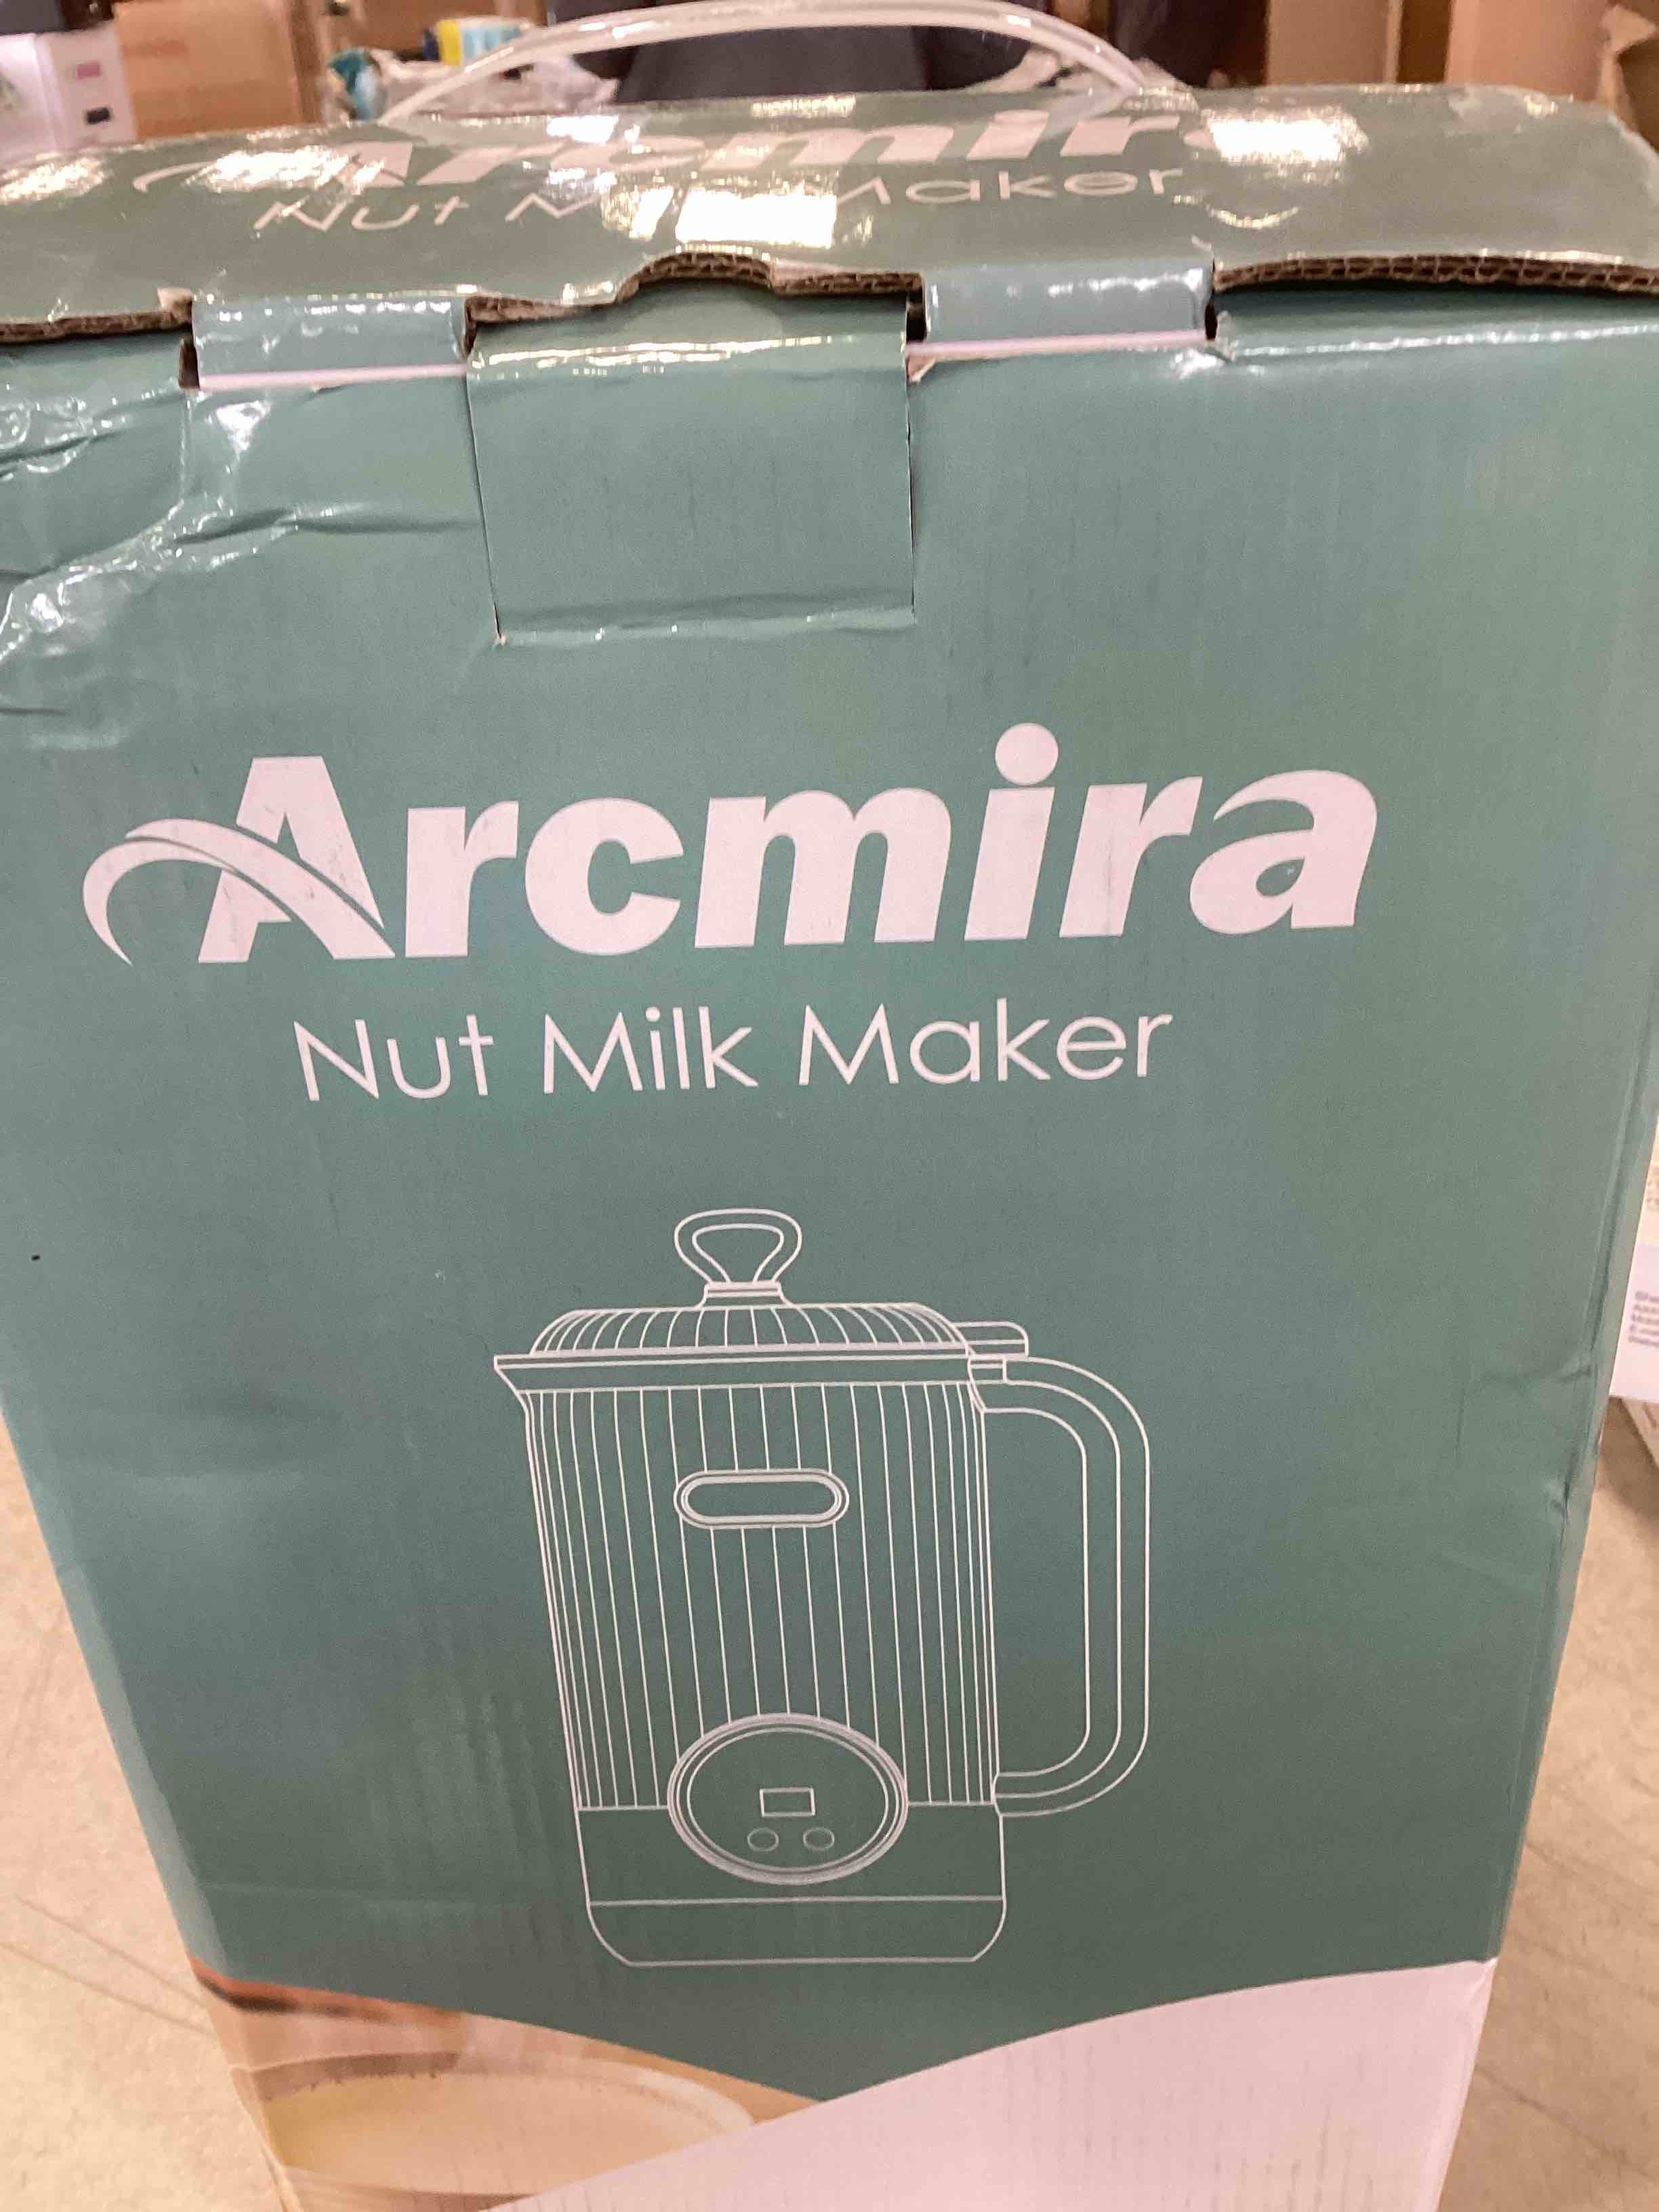 Arcmira
Nut Milk Maker
Arcmira
Nut Milk Maker